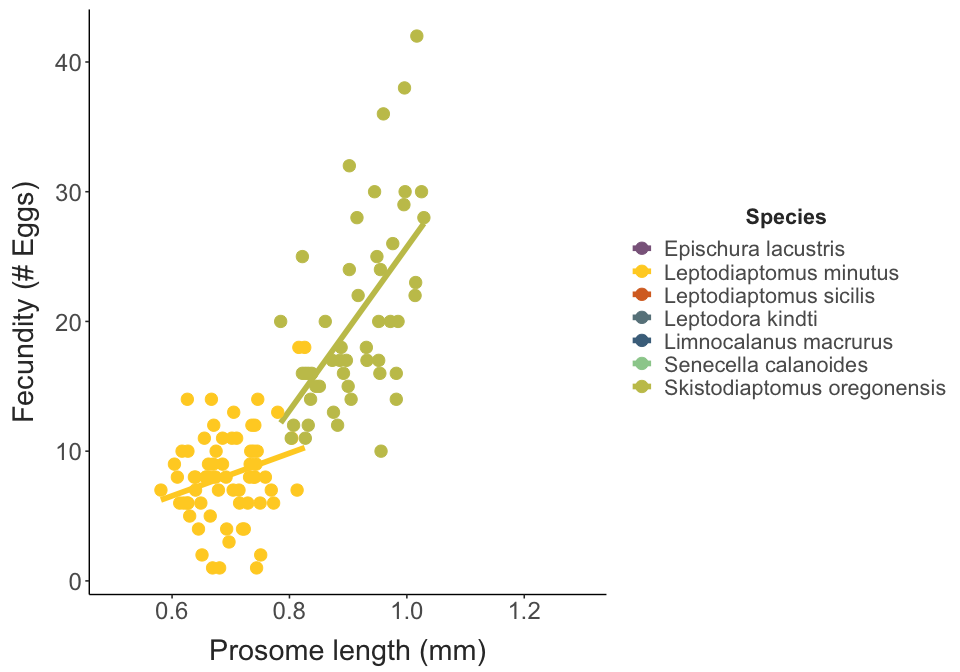 Fecundity (# Eggs)
40
30
20
10
0
0.6 0.8 1.0 1.2
Prosome length (mm)
Species
Epischura lacustris
Leptodiaptomus minutus
Leptodiaptomus sicilis
Leptodora kindti
Limnocalanus macrurus
Senecella calanoides
Skistodiaptomus oregonensis